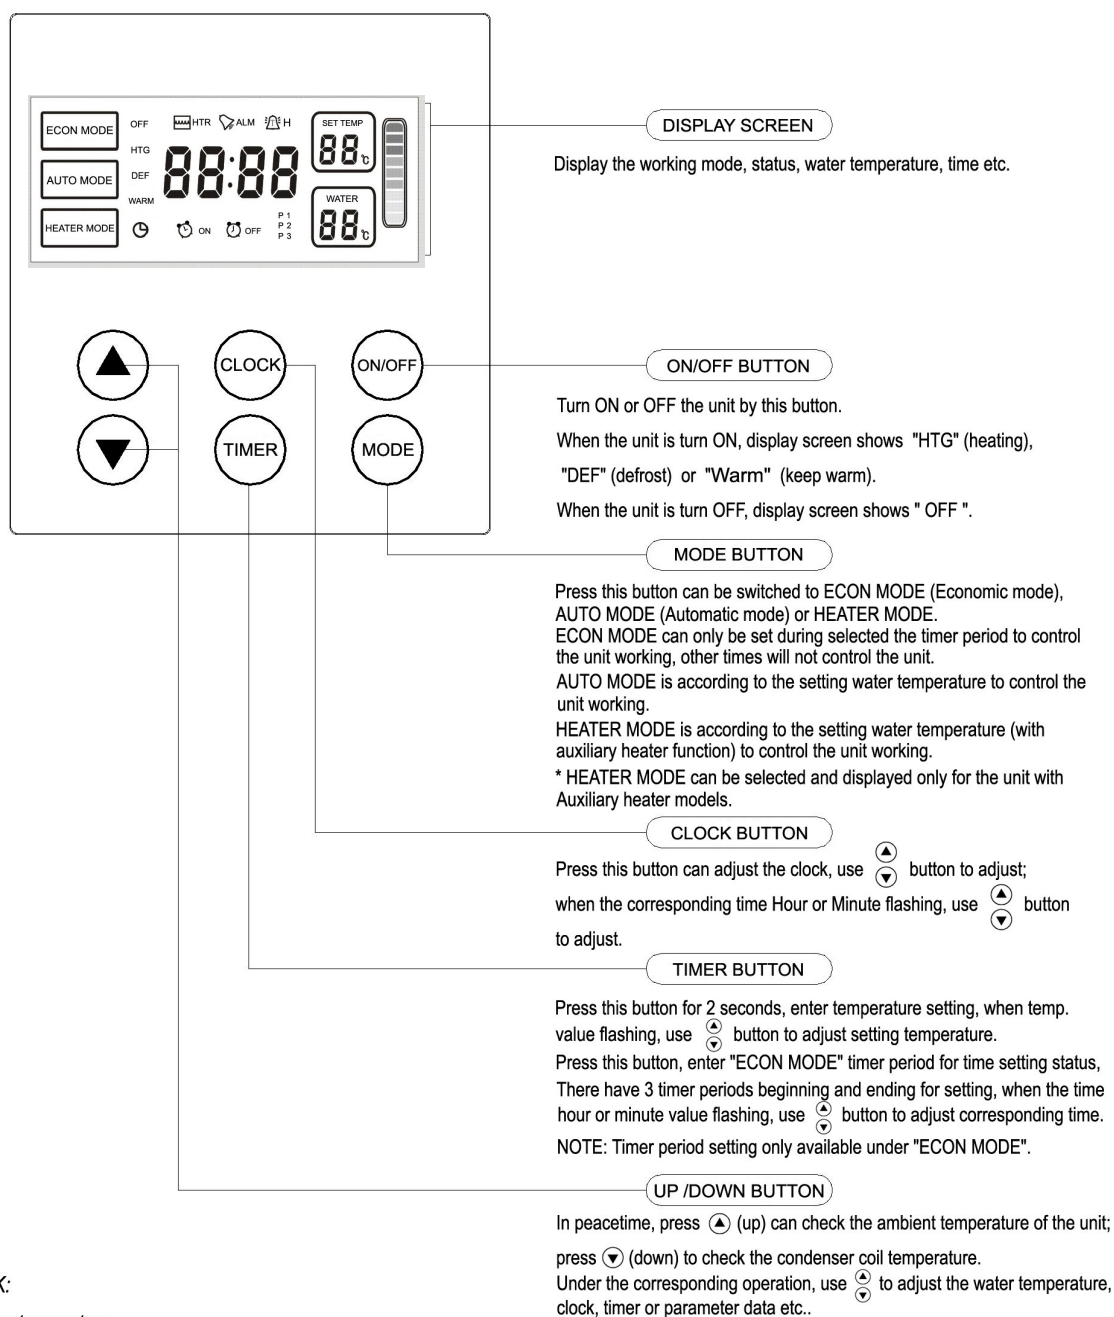 ECON MODE
AUTO MODE
HEATER MODE
OFF
HTG
DEF
WARM
HTR ALM H
88:88
ON OFF
P 1
P 2
P 3
SET TEMP
88 °C
WATER
88 °C
CLOCK
ON/OFF
TIMER
MODE
DISPLAY SCREEN
Display the working mode, status, water temperature, time etc.
ON/OFF BUTTON
Turn ON or OFF the unit by this button.
When the unit is turn ON, display screen shows "HTG" (heating),
"DEF" (defrost) or "Warm" (keep warm).
When the unit is turn OFF, display screen shows " OFF ".
MODE BUTTON
Press this button can be switched to ECON MODE (Economic mode),
AUTO MODE (Automatic mode) or HEATER MODE.
ECON MODE can only be set during selected the timer period to control
the unit working, other times will not control the unit.
AUTO MODE is according to the setting water temperature to control the
unit working.
HEATER MODE is according to the setting water temperature (with
auxiliary heater function) to control the unit working.
* HEATER MODE can be selected and displayed only for the unit with
Auxiliary heater models.
CLOCK BUTTON
Press this button can adjust the clock, use button to adjust;
when the corresponding time Hour or Minute flashing, use button
to adjust.
TIMER BUTTON
Press this button for 2 seconds, enter temperature setting, when temp.
value flashing, use button to adjust setting temperature.
Press this button, enter "ECON MODE" timer period for time setting status,
There have 3 timer periods beginning and ending for setting, when the time
hour or minute value flashing, use button to adjust corresponding time.
NOTE: Timer period setting only available under "ECON MODE".
UP /DOWN BUTTON
In peacetime, press (up) can check the ambient temperature of the unit;
press (down) to check the condenser coil temperature.
Under the corresponding operation, use to adjust the water temperature,
clock, timer or parameter data etc..
K: